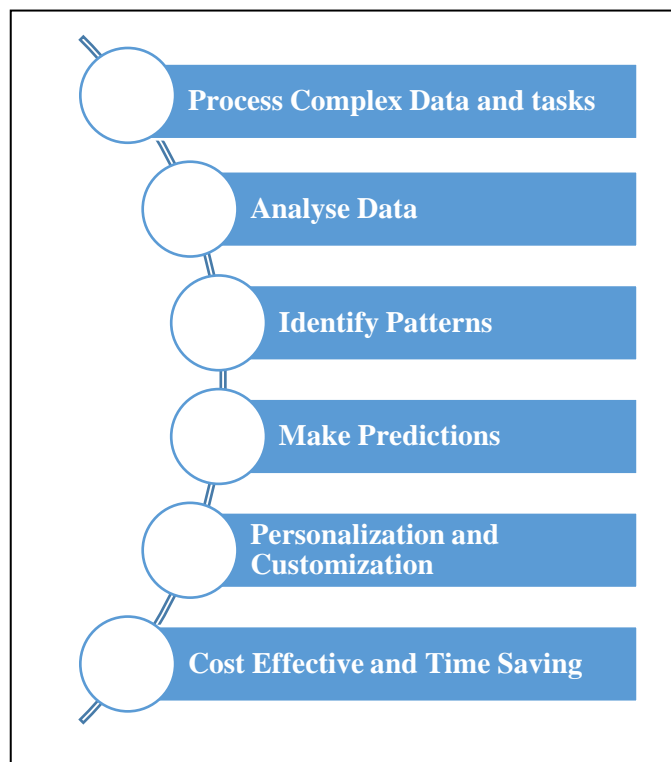 Process Complex Data and tasks
Analyse Data
Identify Patterns
Make Predictions
Personalization and
Customization
Cost Effective and Time Saving